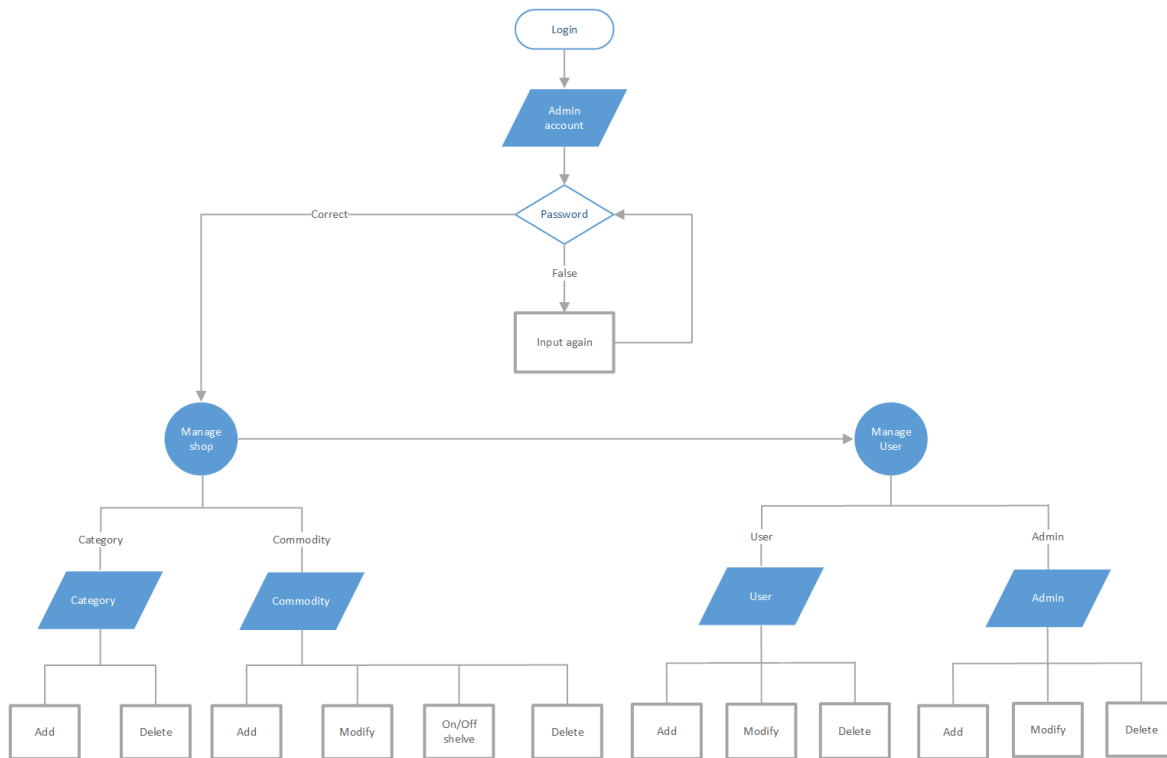 Login
Admin
account
Password
Correct
False
Input again
Manage
shop
Manage
User
Category
Commodity
User
Admin
Category
Commodity
User
Admin
Add
Delete
Add
Modify
On/Off
shelve
Delete
Add
Modify
Delete
Add
Modify
Delete